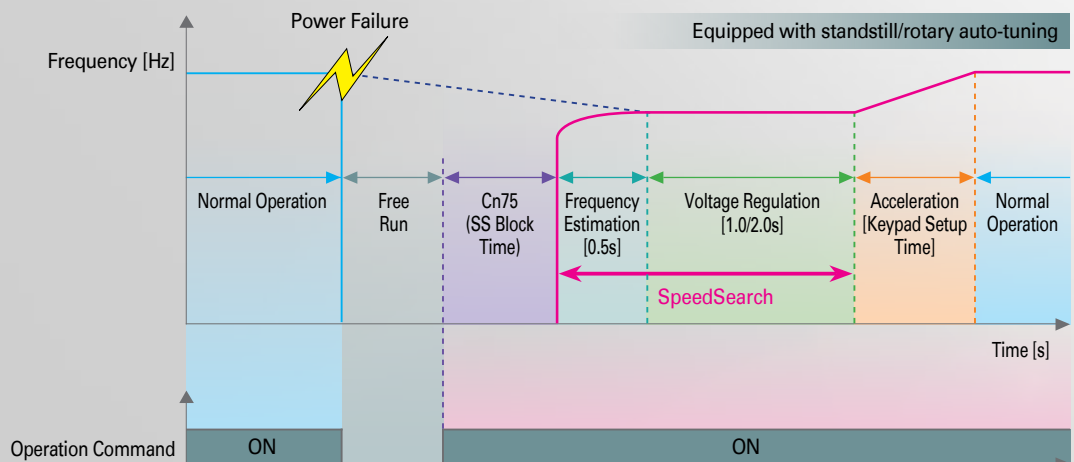 Power Failure
Equipped with standstill/rotary auto-tuning
Frequency [Hz]
Normal Operation
Free
Run
Cn75
(SS Block
Time)
Frequency
Estimation
[0.5s]
Voltage Regulation
[1.0/2.0s]
Acceleration
[Keypad Setup
Time]
Normal
Operation
SpeedSearch
Time [s]
Operation Command
ON
ON